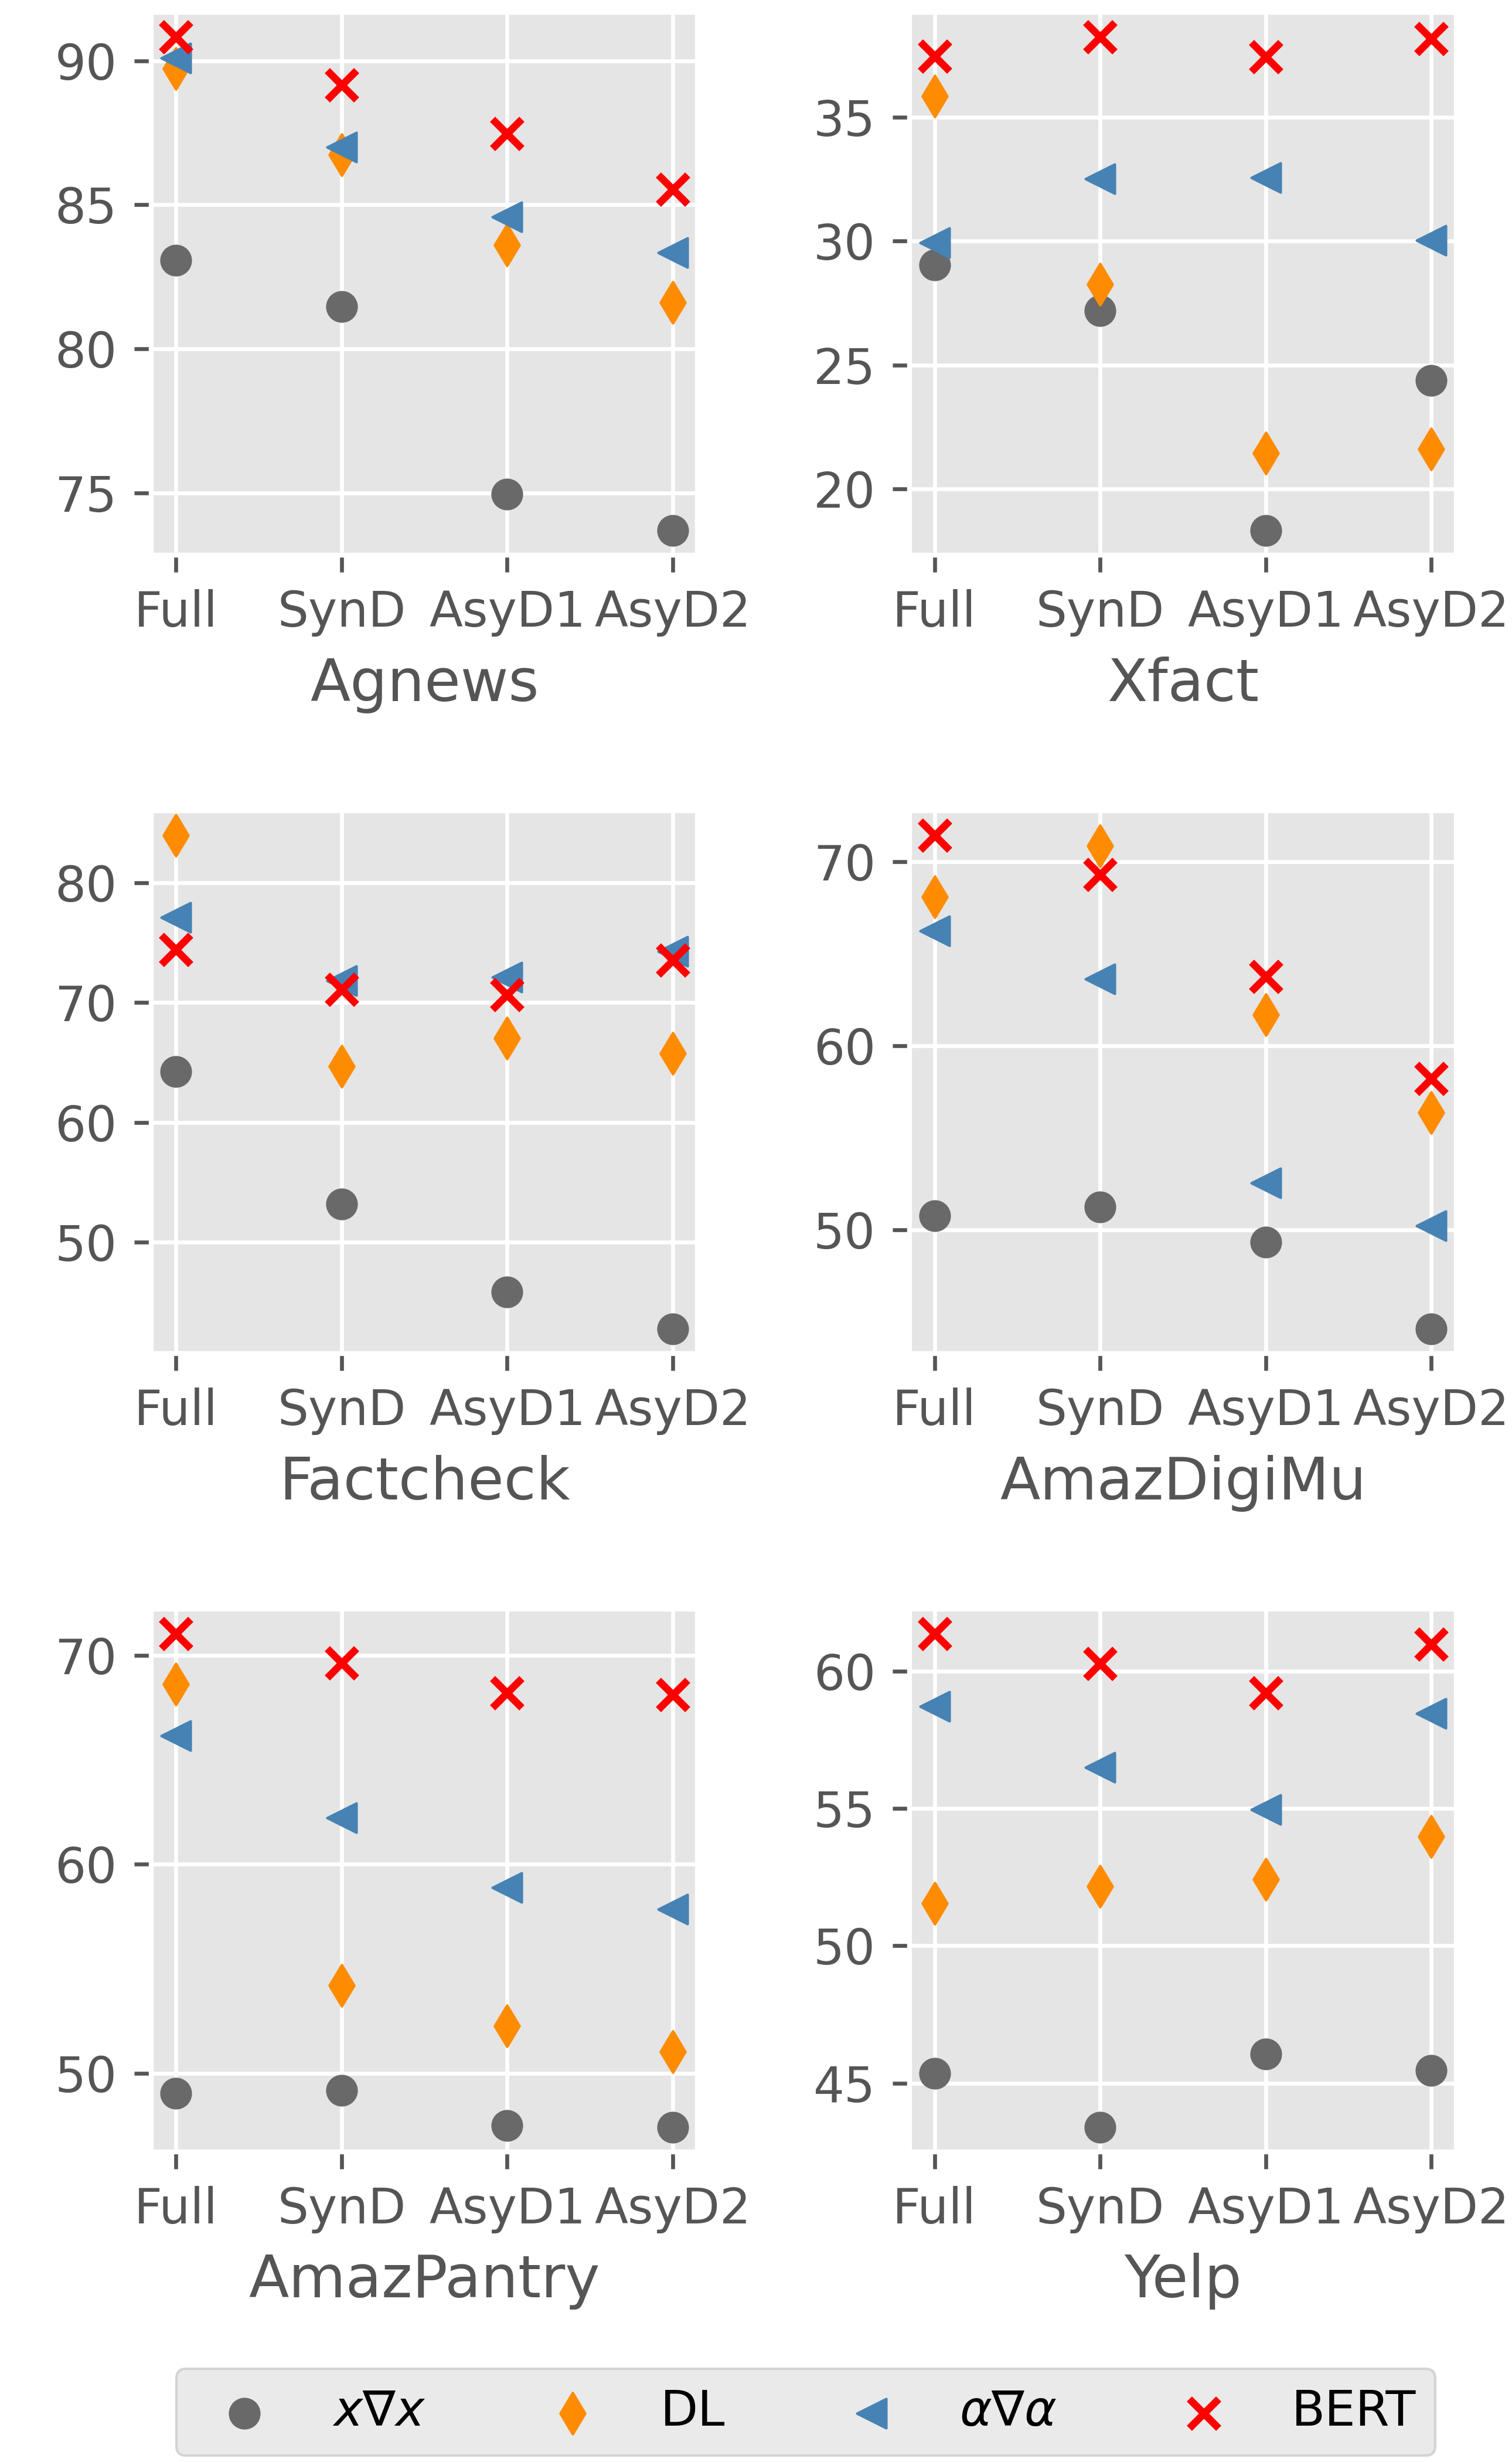 90
85
80
75
Full SynD AsyD1 AsyD2
Agnews
35
30
25
20
Full SynD AsyD1 AsyD2
Xfact
80
70
60
50
Full SynD AsyD1 AsyD2
Factcheck
70
60
50
Full SynD AsyD1 AsyD2
AmazDigiMu
70
60
50
Full SynD AsyD1 AsyD2
AmazPantry
60
55
50
45
Full SynD AsyD1 AsyD2
Yelp
x∇x DL α∇α BERT